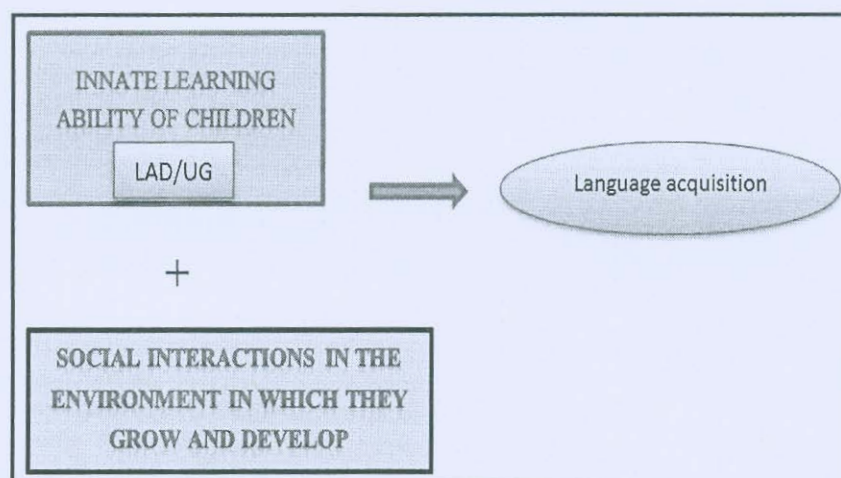 INNATE LEARNING
ABILITY OF CHILDREN
LAD/UG
Language acquisition
+
SOCIAL INTERACTIONS IN THE
ENVIRONMENT IN WHICH THEY
GROW AND DEVELOP